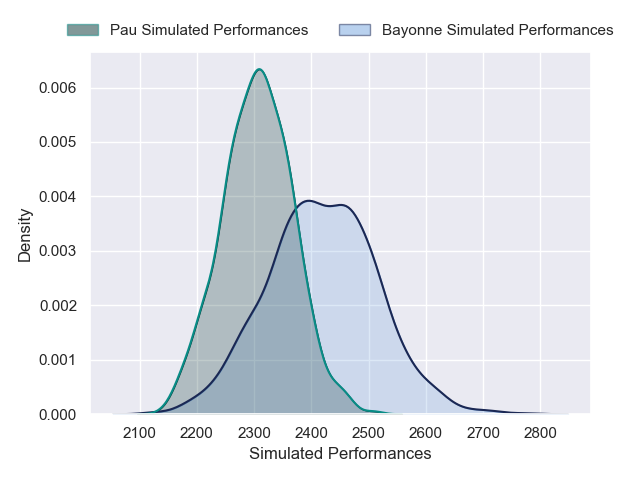 Pau Simulated Performances Bayonne Simulated Performances
0.006
0.005
0.004
0.003
0.002
0.001
0.000
Density
2100 2200 2300 2400 2500 2600 2700 2800
Simulated Performances